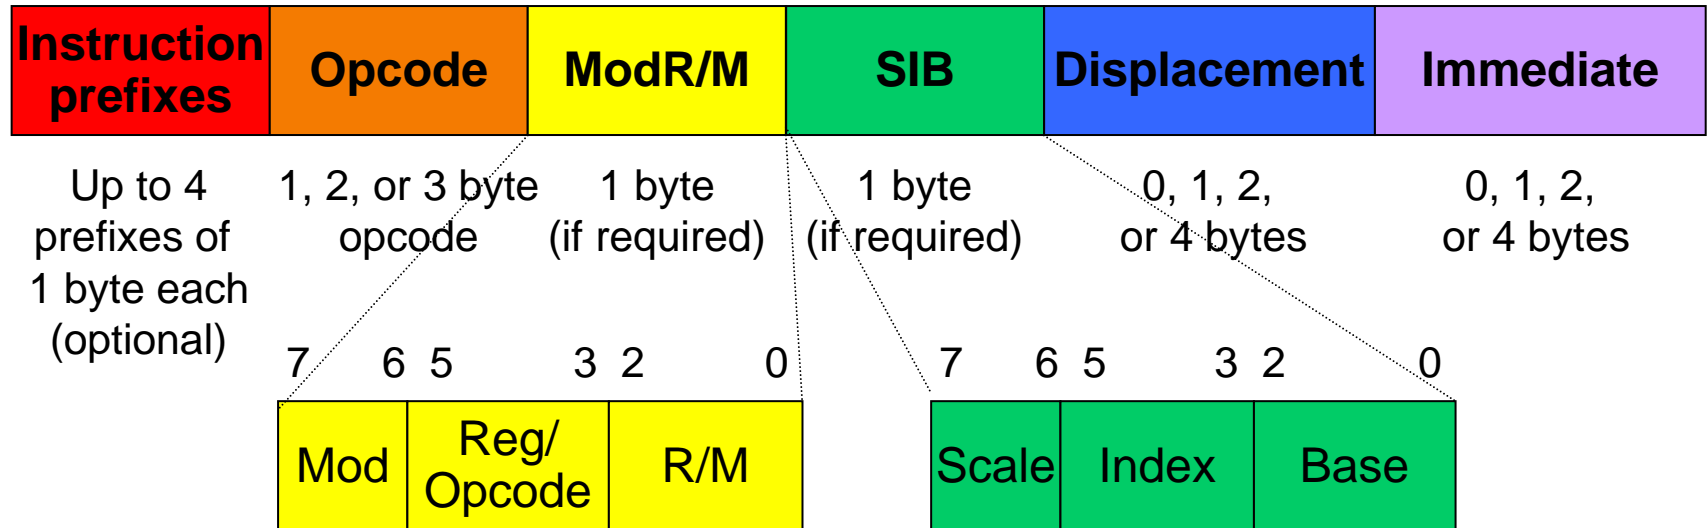 Instruction
prefixes
Opcode
ModR/M
SIB
Displacement
Immediate
Up to 4
prefixes of
1 byte each
(optional)
1, 2, or 3 byte
opcode
1 byte
(if required)
1 byte
(if required)
0, 1, 2,
or 4 bytes
0, 1, 2,
or 4 bytes
7 6 5 3 2 0
Mod
Reg/
Opcode
R/M
7 6 5 3 2 0
Scale
Index
Base